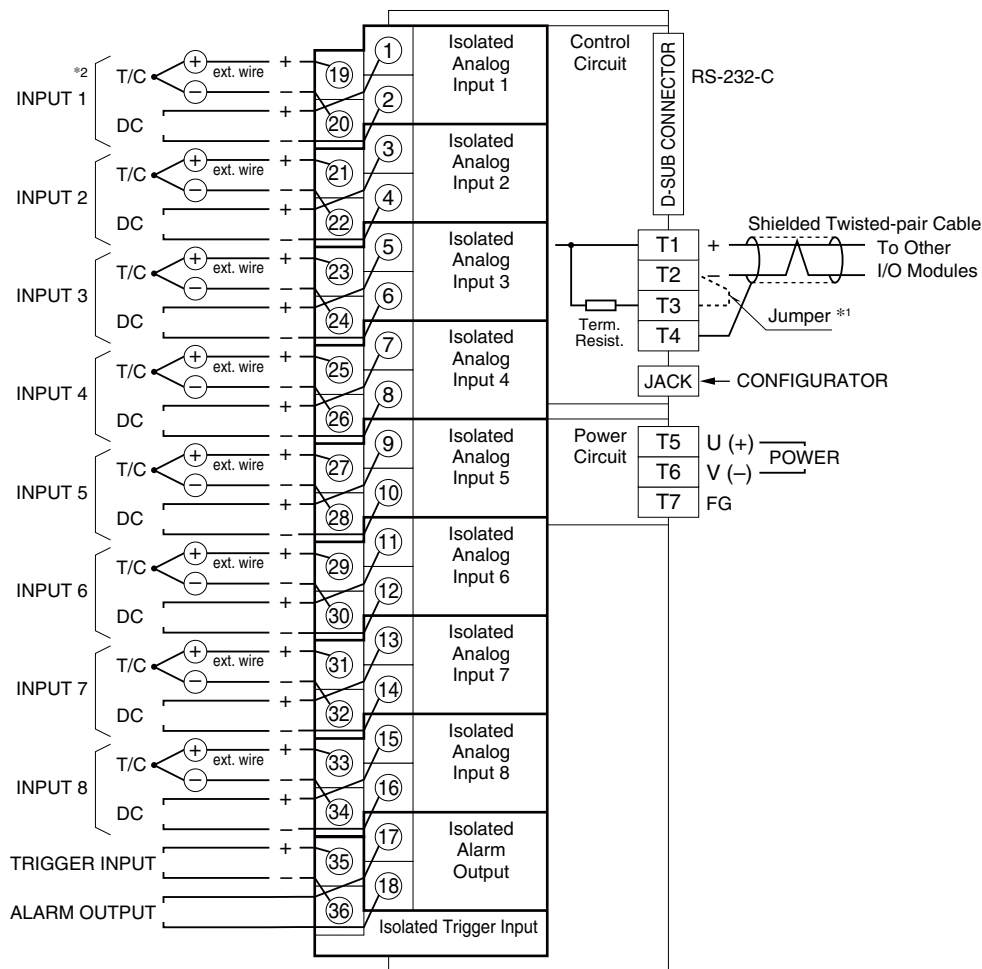 *2
INPUT 1
T/C
+
−
ext. wire
+
−
DC
+
−
19
20
1
2
Isolated
Analog
Input 1
INPUT 2
T/C
+
−
ext. wire
+
−
DC
+
−
21
22
3
4
Isolated
Analog
Input 2
INPUT 3
T/C
+
−
ext. wire
+
−
DC
+
−
23
24
5
6
Isolated
Analog
Input 3
INPUT 4
T/C
+
−
ext. wire
+
−
DC
+
−
25
26
7
8
Isolated
Analog
Input 4
INPUT 5
T/C
+
−
ext. wire
+
−
DC
+
−
27
28
9
10
Isolated
Analog
Input 5
INPUT 6
T/C
+
−
ext. wire
+
−
DC
+
−
29
30
11
12
Isolated
Analog
Input 6
INPUT 7
T/C
+
−
ext. wire
+
−
DC
+
−
31
32
13
14
Isolated
Analog
Input 7
INPUT 8
T/C
+
−
ext. wire
+
−
DC
+
−
33
34
15
16
Isolated
Analog
Input 8
TRIGGER INPUT
+
−
35
36
ALARM OUTPUT
17
18
Isolated
Alarm
Output
Isolated Trigger Input
Control
Circuit
D-SUB CONNECTOR
RS-232-C
Shielded Twisted-pair Cable
T1
+
To Other
I/O Modules
T2
−
T3
T4
Term.
Resist.
Jumper *1
JACK
CONFIGURATOR
Power
Circuit
T5
U (+)
T6
V (–)
POWER
T7
FG